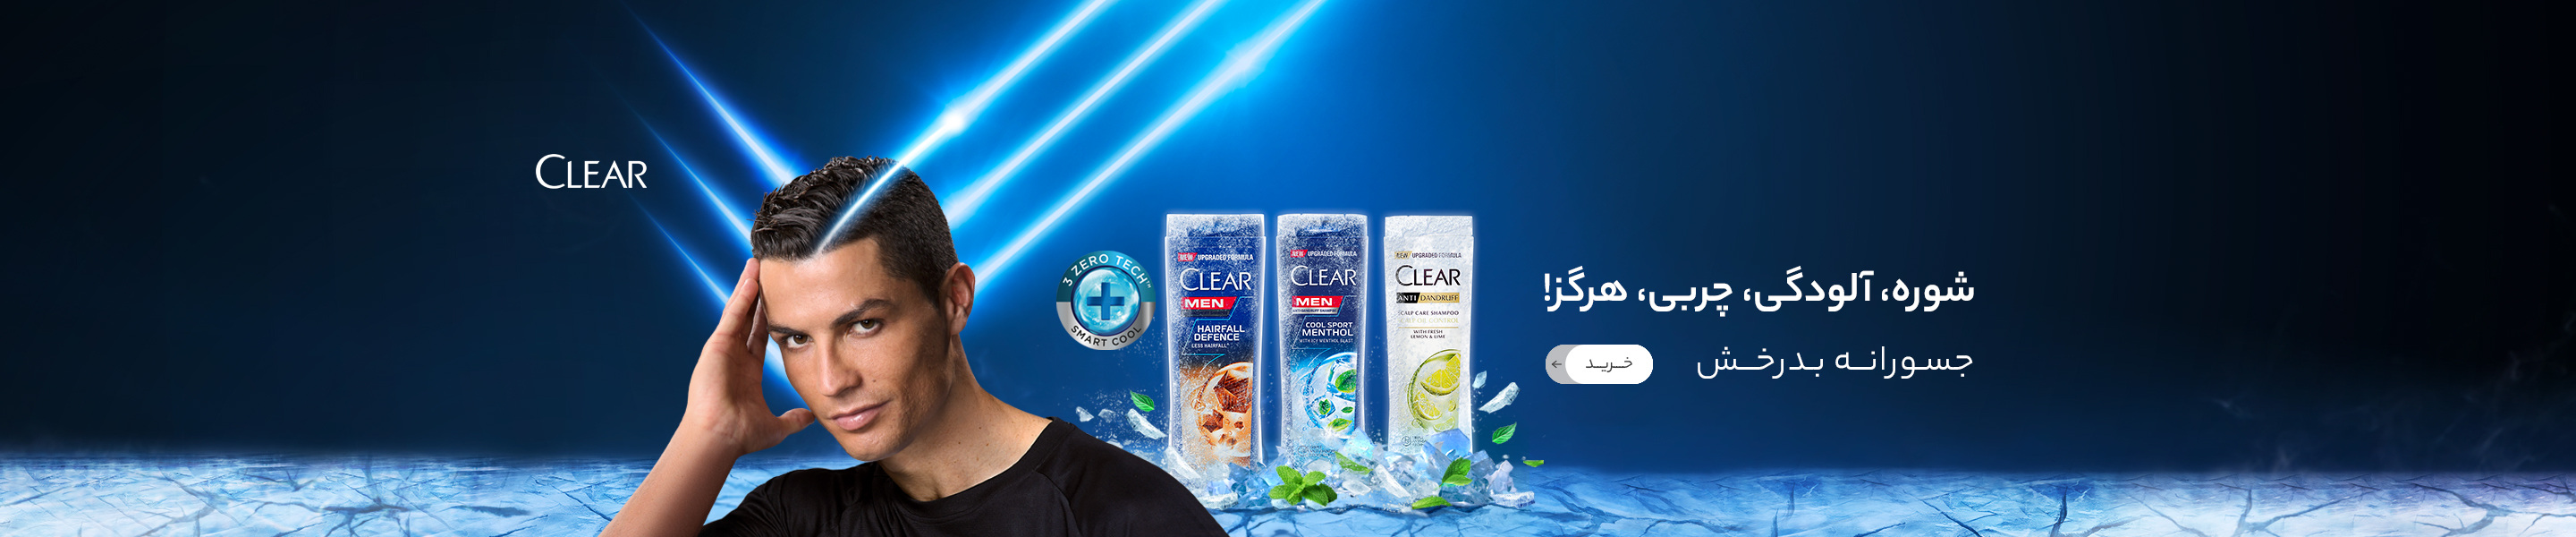 CLEAR
3 ZERO TECH™
SMART COOL
NEW UPGRADED FORMULA
CLEAR
MEN
HAIRFALL
DEFENCE
LESS HAIRFALL*
NEW UPGRADED FORMULA
CLEAR
MEN
COOL SPORT
MENTHOL
WITH ICY MENTHOL BLAST
NEW UPGRADED FORMULA
CLEAR
ANTI DANDRUFF
SCALP CARE SHAMPOO
WITH FRESH
LEMON & LIME
شوره، آلودگی، چربی، هرگز!
جسورانه بدرخش
خرید